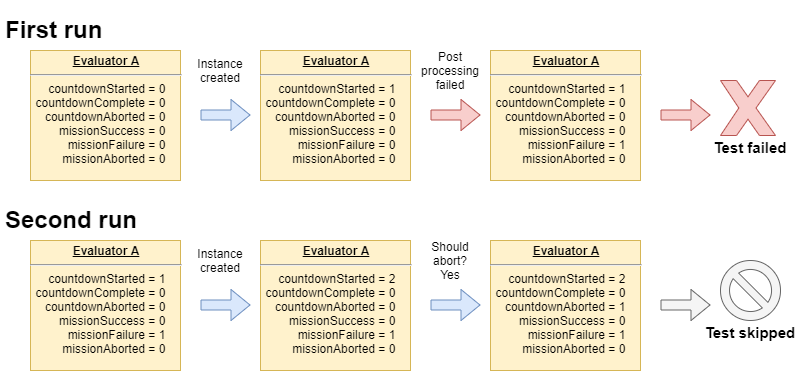 First run
Evaluator A
countdownStarted = 0
countdownComplete = 0
countdownAborted = 0
missionSuccess = 0
missionFailure = 0
missionAborted = 0
Instance
created
Evaluator A
countdownStarted = 1
countdownComplete = 0
countdownAborted = 0
missionSuccess = 0
missionFailure = 0
missionAborted = 0
Post
processing
failed
Evaluator A
countdownStarted = 1
countdownComplete = 0
countdownAborted = 0
missionSuccess = 0
missionFailure = 1
missionAborted = 0
Test failed
Second run
Evaluator A
countdownStarted = 1
countdownComplete = 0
countdownAborted = 0
missionSuccess = 0
missionFailure = 1
missionAborted = 0
Instance
created
Evaluator A
countdownStarted = 2
countdownComplete = 0
countdownAborted = 0
missionSuccess = 0
missionFailure = 1
missionAborted = 0
Should
abort?
Yes
Evaluator A
countdownStarted = 2
countdownComplete = 0
countdownAborted = 1
missionSuccess = 0
missionFailure = 1
missionAborted = 0
Test skipped